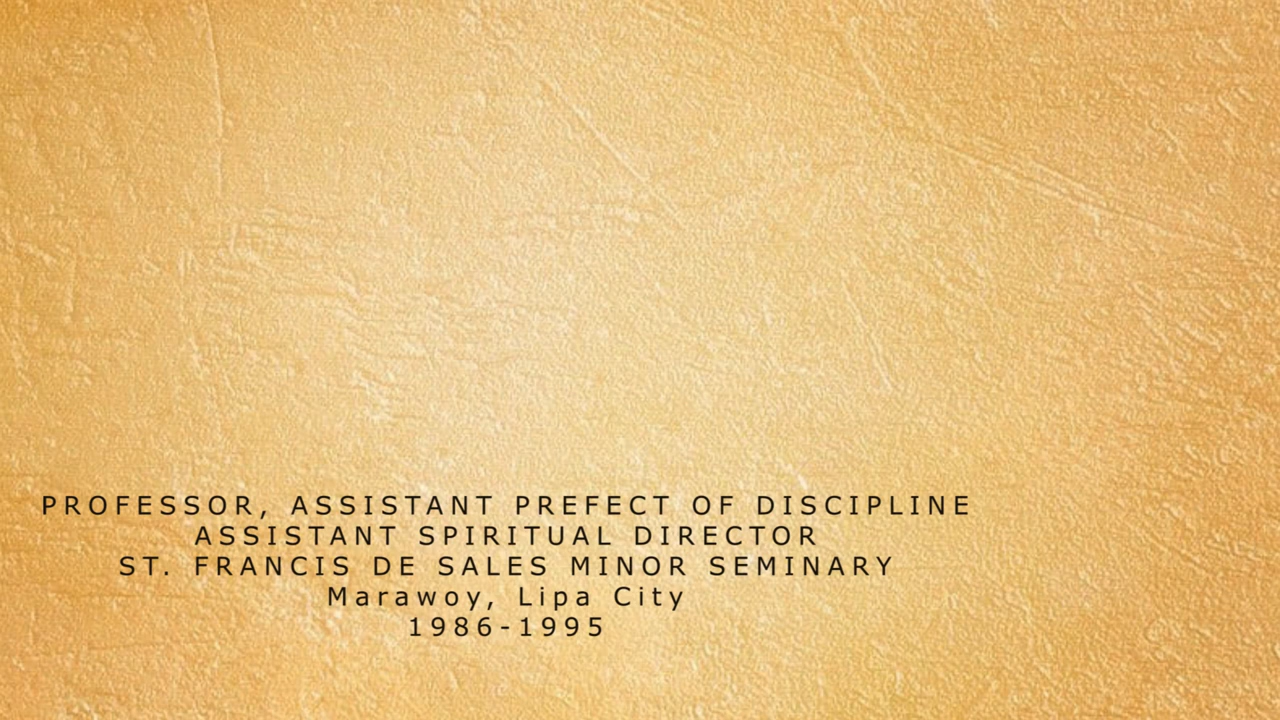 PROFESSOR, ASSISTANT PREFECT OF DISCIPLINE
ASSISTANT SPIRITUAL DIRECTOR
ST. FRANCIS DE SALES MINOR SEMINARY
Marawoy, Lipa City
1986-1995